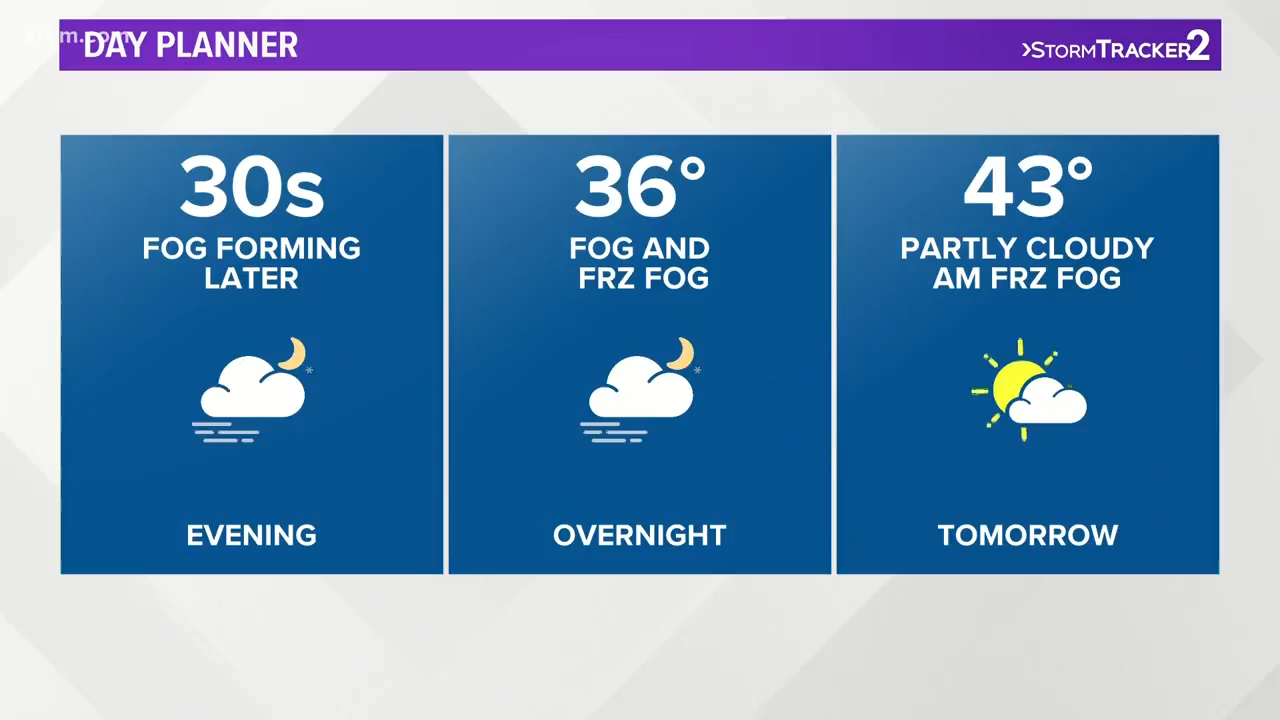 DAY PLANNER
STORMTRACKER2
30s
FOG FORMING
LATER
EVENING
36°
FOG AND
FRZ FOG
OVERNIGHT
43°
PARTLY CLOUDY
AM FRZ FOG
TOMORROW